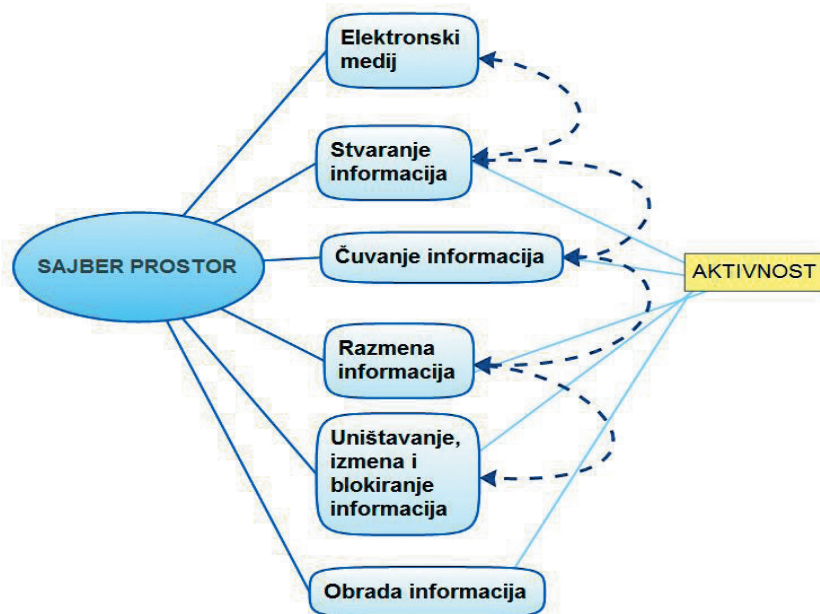 Elektronski
medij
Stvaranje
informacija
SAJBER PROSTOR
Čuvanje informacija
AKTIVNOST
Razmena
informacija
Uništavanje,
izmena i
blokiranje
informacija
Obrada informacija